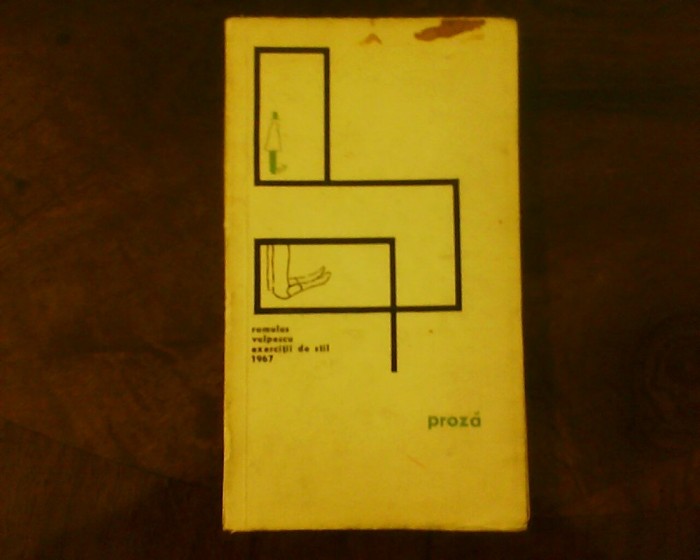 romulus
vulpescu
exerciții de stil
1967
proză